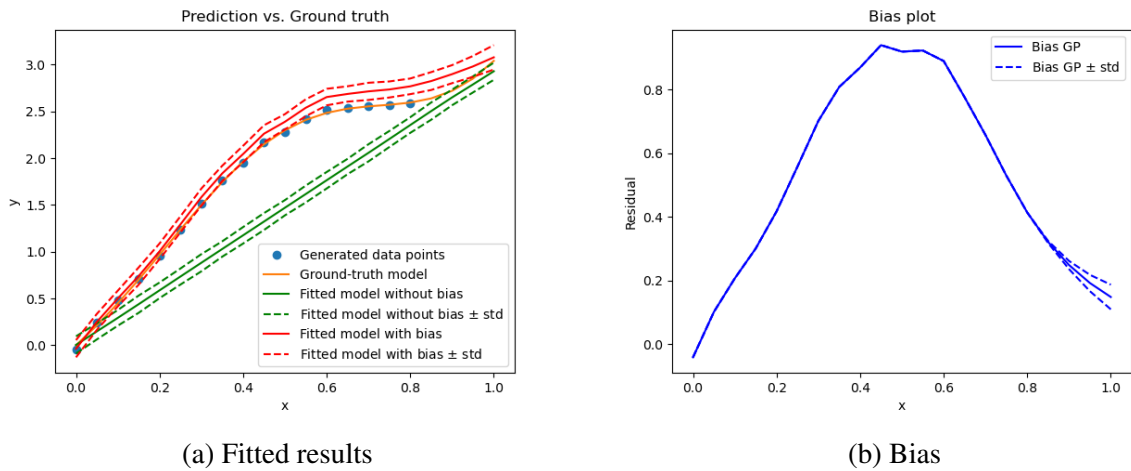 Prediction vs. Ground truth
y
3.0
2.5
2.0
1.5
1.0
0.5
0.0
Generated data points
Ground-truth model
Fitted model without bias
Fitted model without bias ± std
Fitted model with bias
Fitted model with bias ± std
0.0 0.2 0.4 0.6 0.8 1.0
x
(a) Fitted results
Bias plot
Residual
0.8
0.6
0.4
0.2
0.0
Bias GP
Bias GP ± std
0.0 0.2 0.4 0.6 0.8 1.0
x
(b) Bias